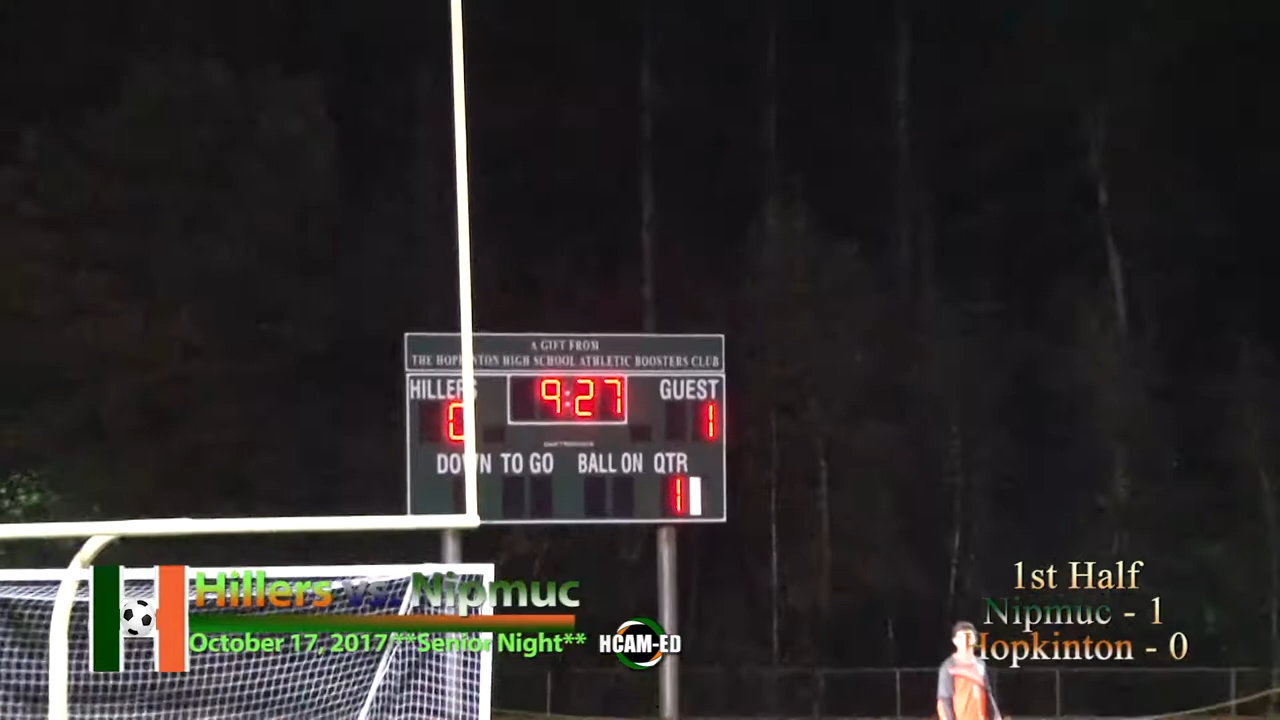 A GIFT FROM
THE HOPKINTON HIGH SCHOOL ATHLETIC BOOSTERS CLUB
HILLERS 9:27 GUEST
0 1
DOWN TO GO BALL ON QTR
1
Hillers vs. Nipmuc
October 17, 2017 **Senior Night**
HCAM-ED
1st Half
Nipmuc - 1
Hopkinton - 0